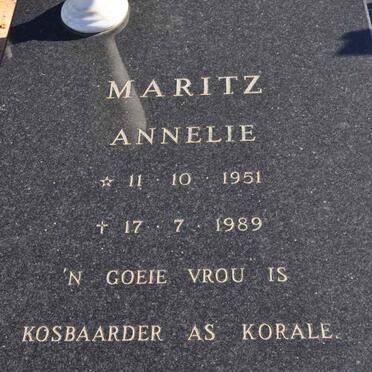 MARITZ
ANNELIE
☆ 11 · 10 · 1951
✝ 17 · 7 · 1989
'N GOEIE VROU IS
KOSBAARDER AS KORALE.